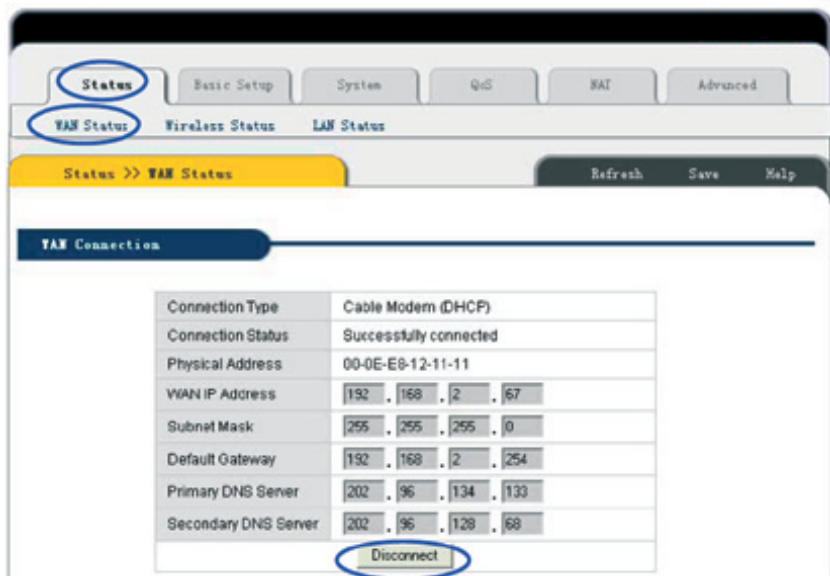 Status Basic Setup System QoS NAT Advanced
WAN Status Wireless Status LAN Status
Status >> WAN Status Refresh Save Help
WAN Connection
Connection Type Cable Modem (DHCP)
Connection Status Successfully connected
Physical Address 00-0E-E8-12-11-11
WAN IP Address 192 . 168 . 2 . 67
Subnet Mask 255 . 255 . 255 . 0
Default Gateway 192 . 168 . 2 . 254
Primary DNS Server 202 . 96 . 134 . 133
Secondary DNS Server 202 . 96 . 128 . 68
Disconnect